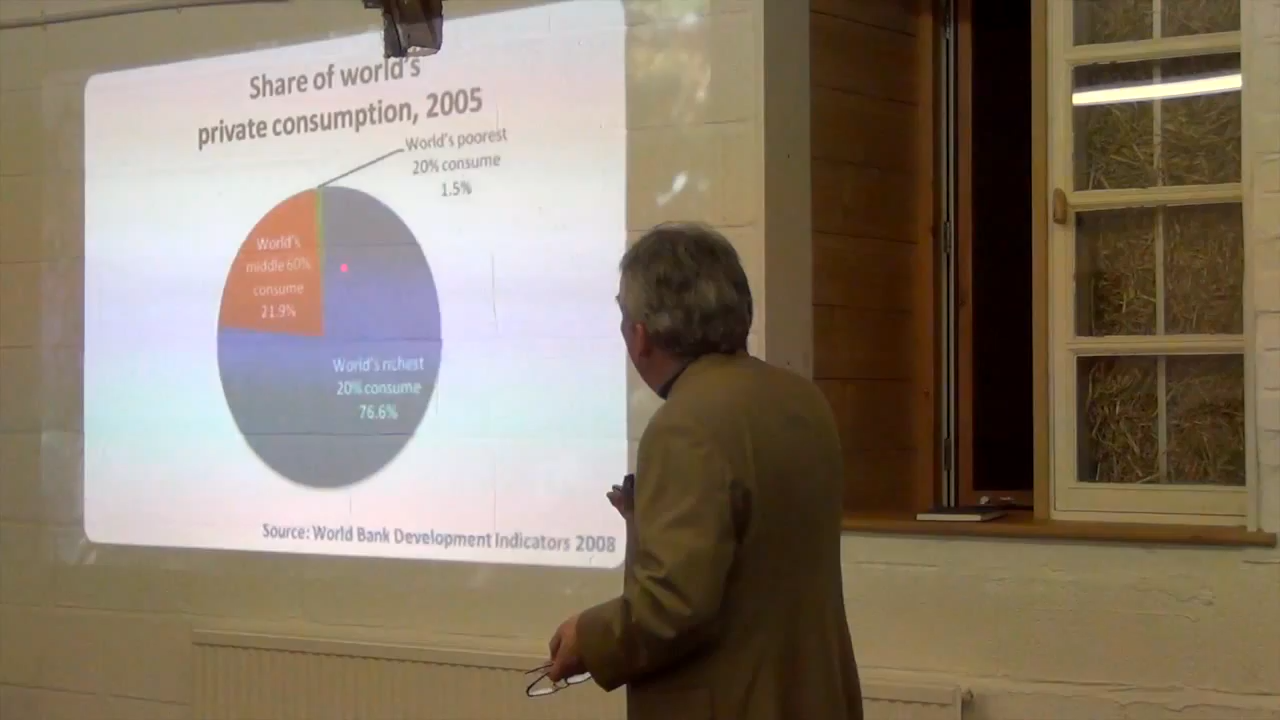 Share of world's
private consumption, 2005
World's poorest
20% consume
1.5%
World's
middle 60%
consume
21.9%
World's richest
20% consume
76.6%
Source: World Bank Development Indicators 2008